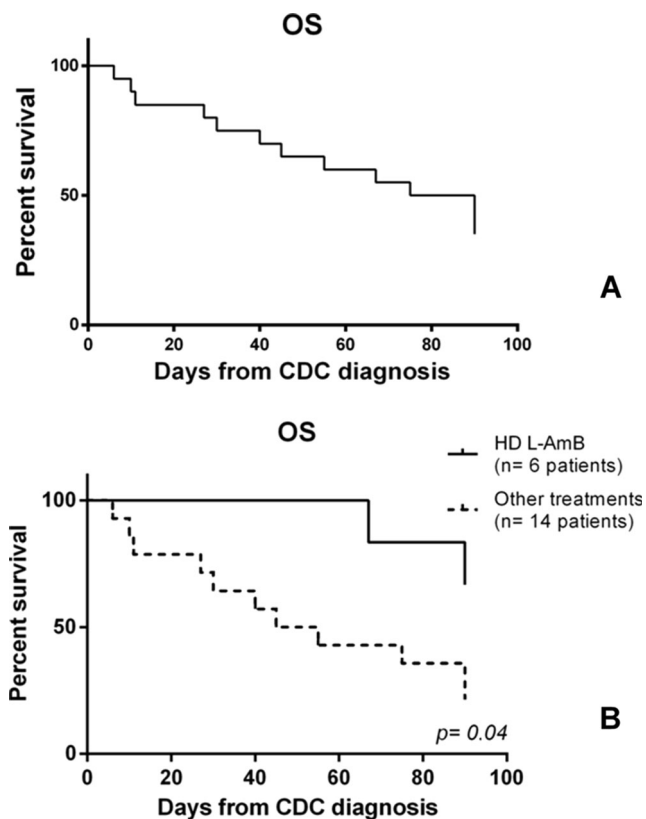 OS
Percent survival
100
50
0
0 20 40 60 80 100
Days from CDC diagnosis
A
OS
HD L-AmB
(n= 6 patients)
Other treatments
(n= 14 patients)
Percent survival
100
50
0
p= 0.04
B
0 20 40 60 80 100
Days from CDC diagnosis